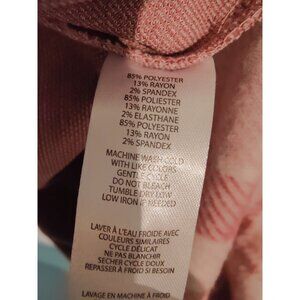 85% POLYESTER
13% RAYON
2% SPANDEX
85% POLIESTER
13% RAYONNE
2% ELASTHANE
85% POLYESTER
13% RAYON
2% SPANDEX
MACHINE WASH COLD
WITH LIKE COLORS
GENTLE CYCLE
DO NOT BLEACH
TUMBLE DRY LOW
LOW IRON IF NEEDED
LAVER À L'EAU FROIDE AVEC
COULEURS SIMILAIRES
CYCLE DÉLICAT
NE PAS BLANCHIR
SECHER CYCLE DOUX
REPASSER À FROID SI BESOIN
LAVAGE EN MACHINE À FROID